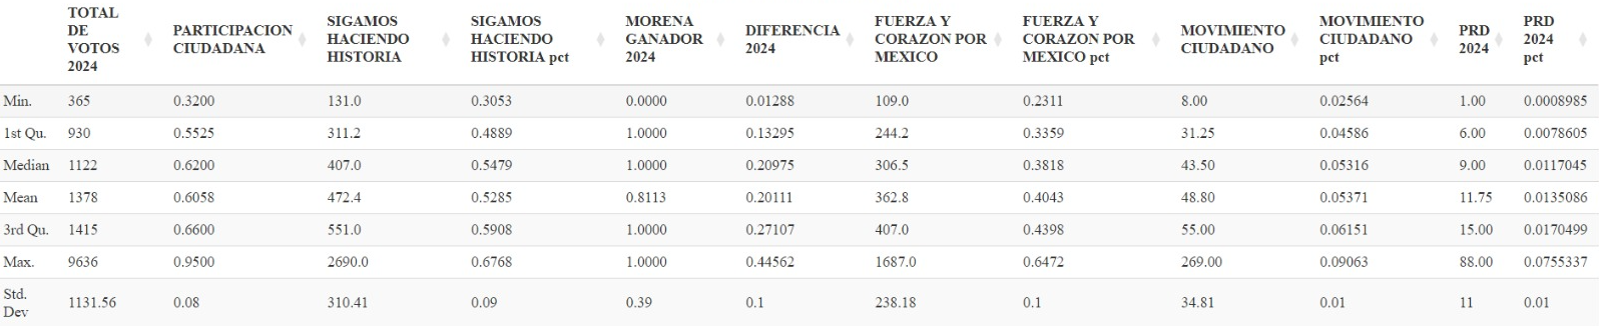 TOTAL DE VOTOS 2024 PARTICIPACION CIUDADANA SIGAMOS HACIENDO HISTORIA SIGAMOS HACIENDO HISTORIA pct MORENA GANADOR 2024 DIFERENCIA 2024 FUERZA Y CORAZON POR MEXICO FUERZA Y CORAZON POR MEXICO pct MOVIMIENTO CIUDADANO MOVIMIENTO CIUDADANO pct PRD 2024 PRD 2024 pct
Min. 365 0.3200 131.0 0.3053 0.0000 0.01288 109.0 0.2311 8.00 0.02564 1.00 0.0008985
1st Qu. 930 0.5525 311.2 0.4889 1.0000 0.13295 244.2 0.3359 31.25 0.04586 6.00 0.0078605
Median 1122 0.6200 407.0 0.5479 1.0000 0.20975 306.5 0.3818 43.50 0.05316 9.00 0.0117045
Mean 1378 0.6058 472.4 0.5285 0.8113 0.20111 362.8 0.4043 48.80 0.05371 11.75 0.0135086
3rd Qu. 1415 0.6600 551.0 0.5908 1.0000 0.27107 407.0 0.4398 55.00 0.06151 15.00 0.0170499
Max. 9636 0.9500 2690.0 0.6768 1.0000 0.44562 1687.0 0.6472 269.00 0.09063 88.00 0.0755337
Std. Dev 1131.56 0.08 310.41 0.09 0.39 0.1 238.18 0.1 34.81 0.01 11 0.01